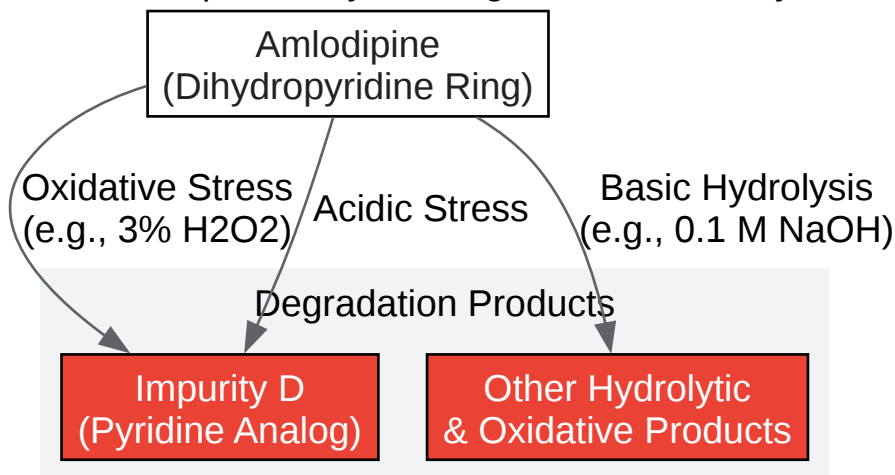 Amlodipine
(Dihydropyridine Ring)
Oxidative Stress
(e.g., 3% H2O2)
Acidic Stress
Basic Hydrolysis
(e.g., 0.1 M NaOH)
Degradation Products
Impurity D
(Pyridine Analog)
Other Hydrolytic
& Oxidative Products